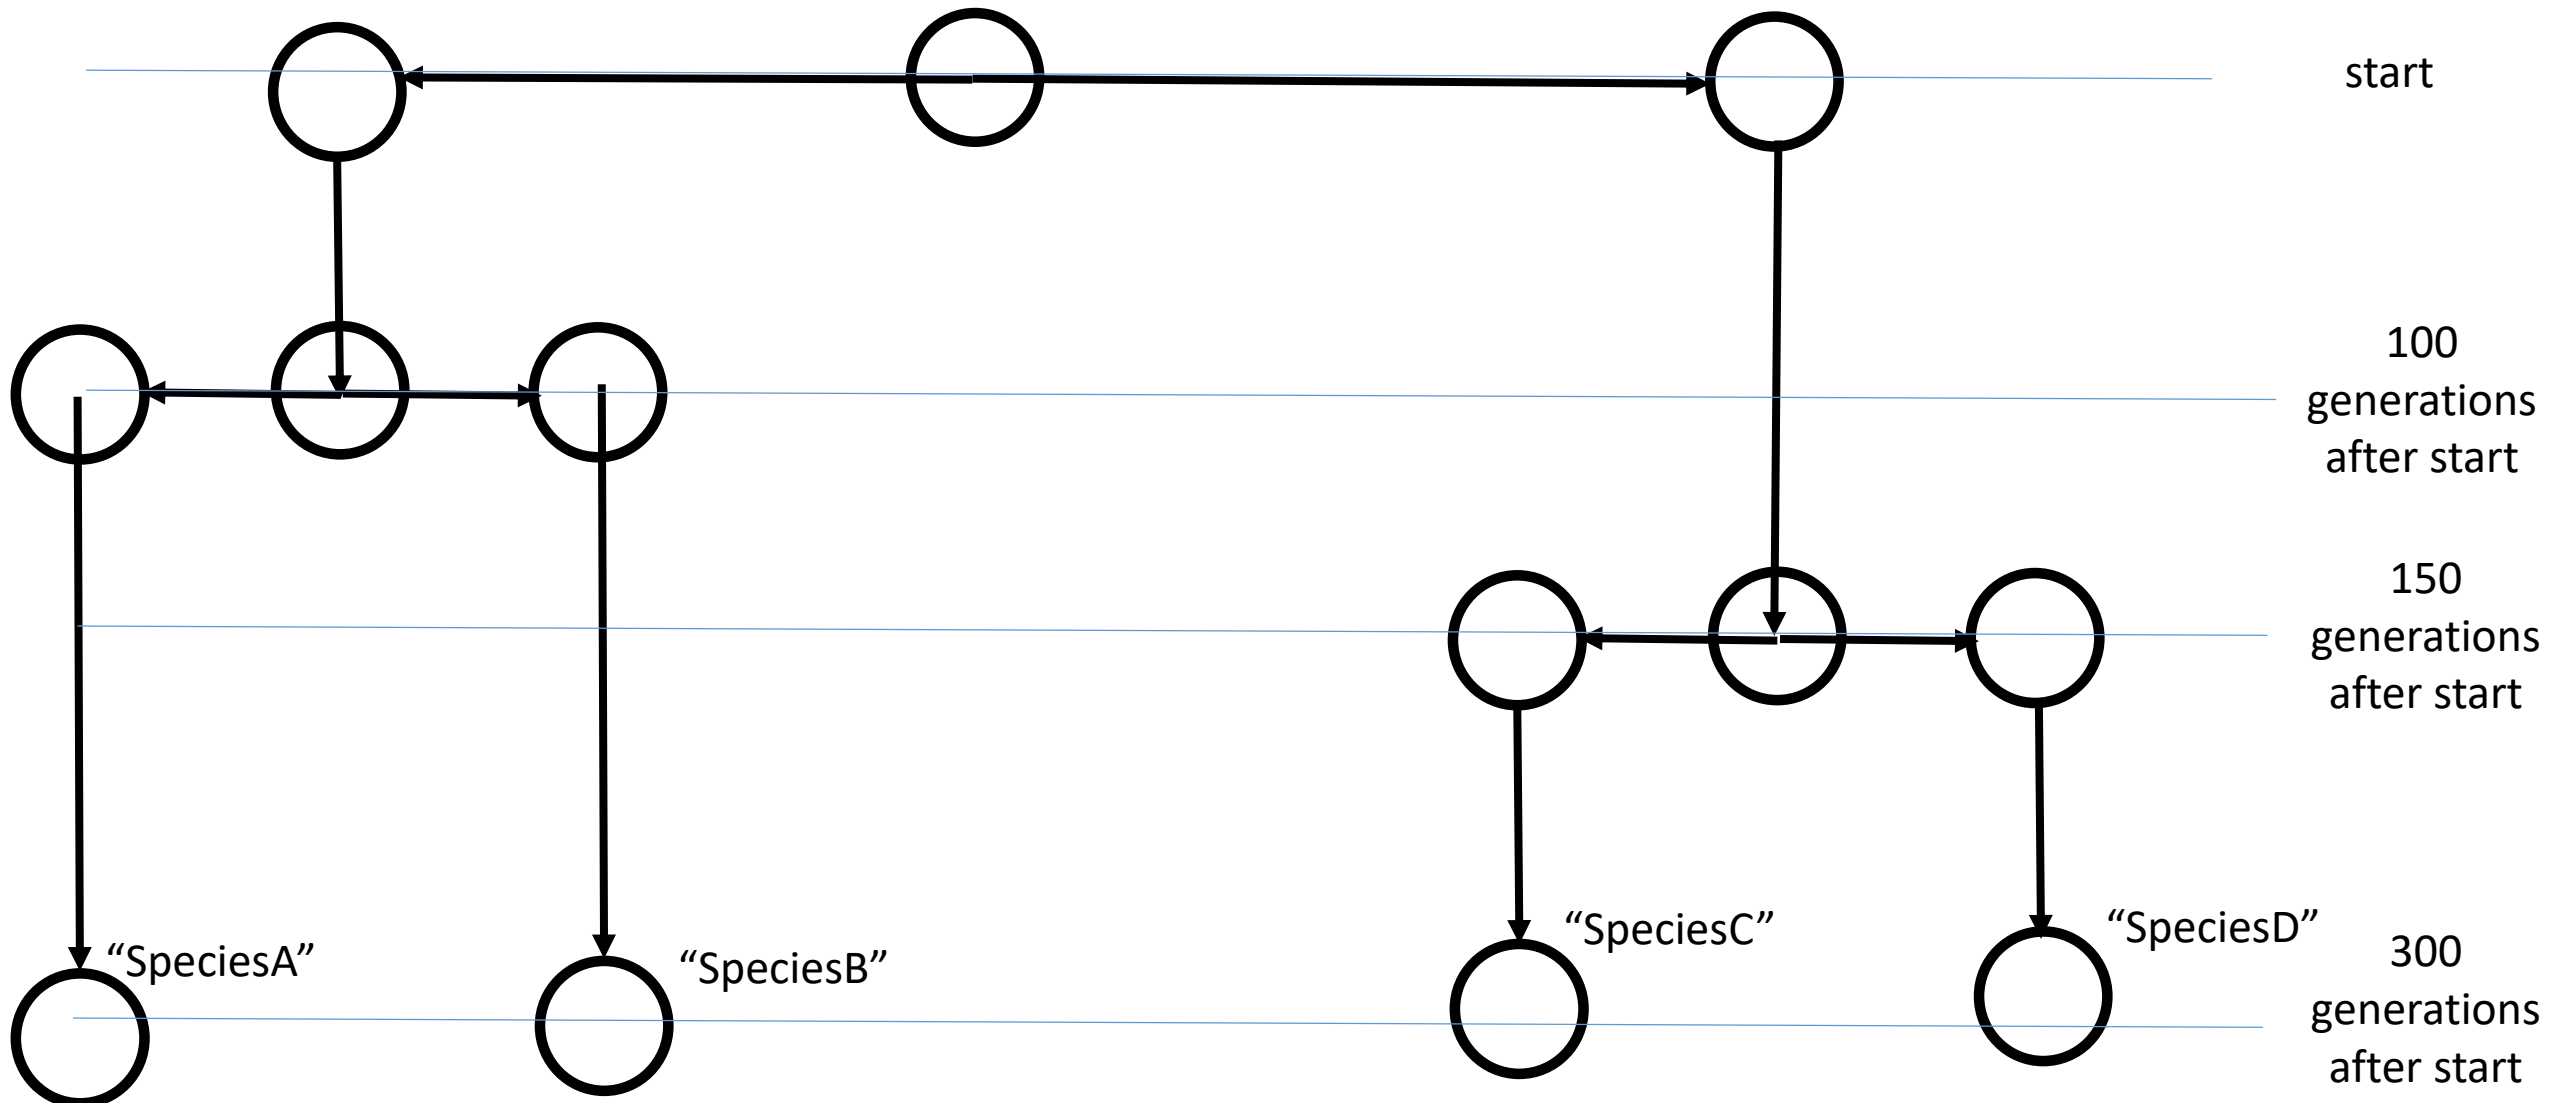 start
100
generations
after start
150
generations
after start
“SpeciesA”
“SpeciesB”
“SpeciesC”
“SpeciesD”
300
generations
after start